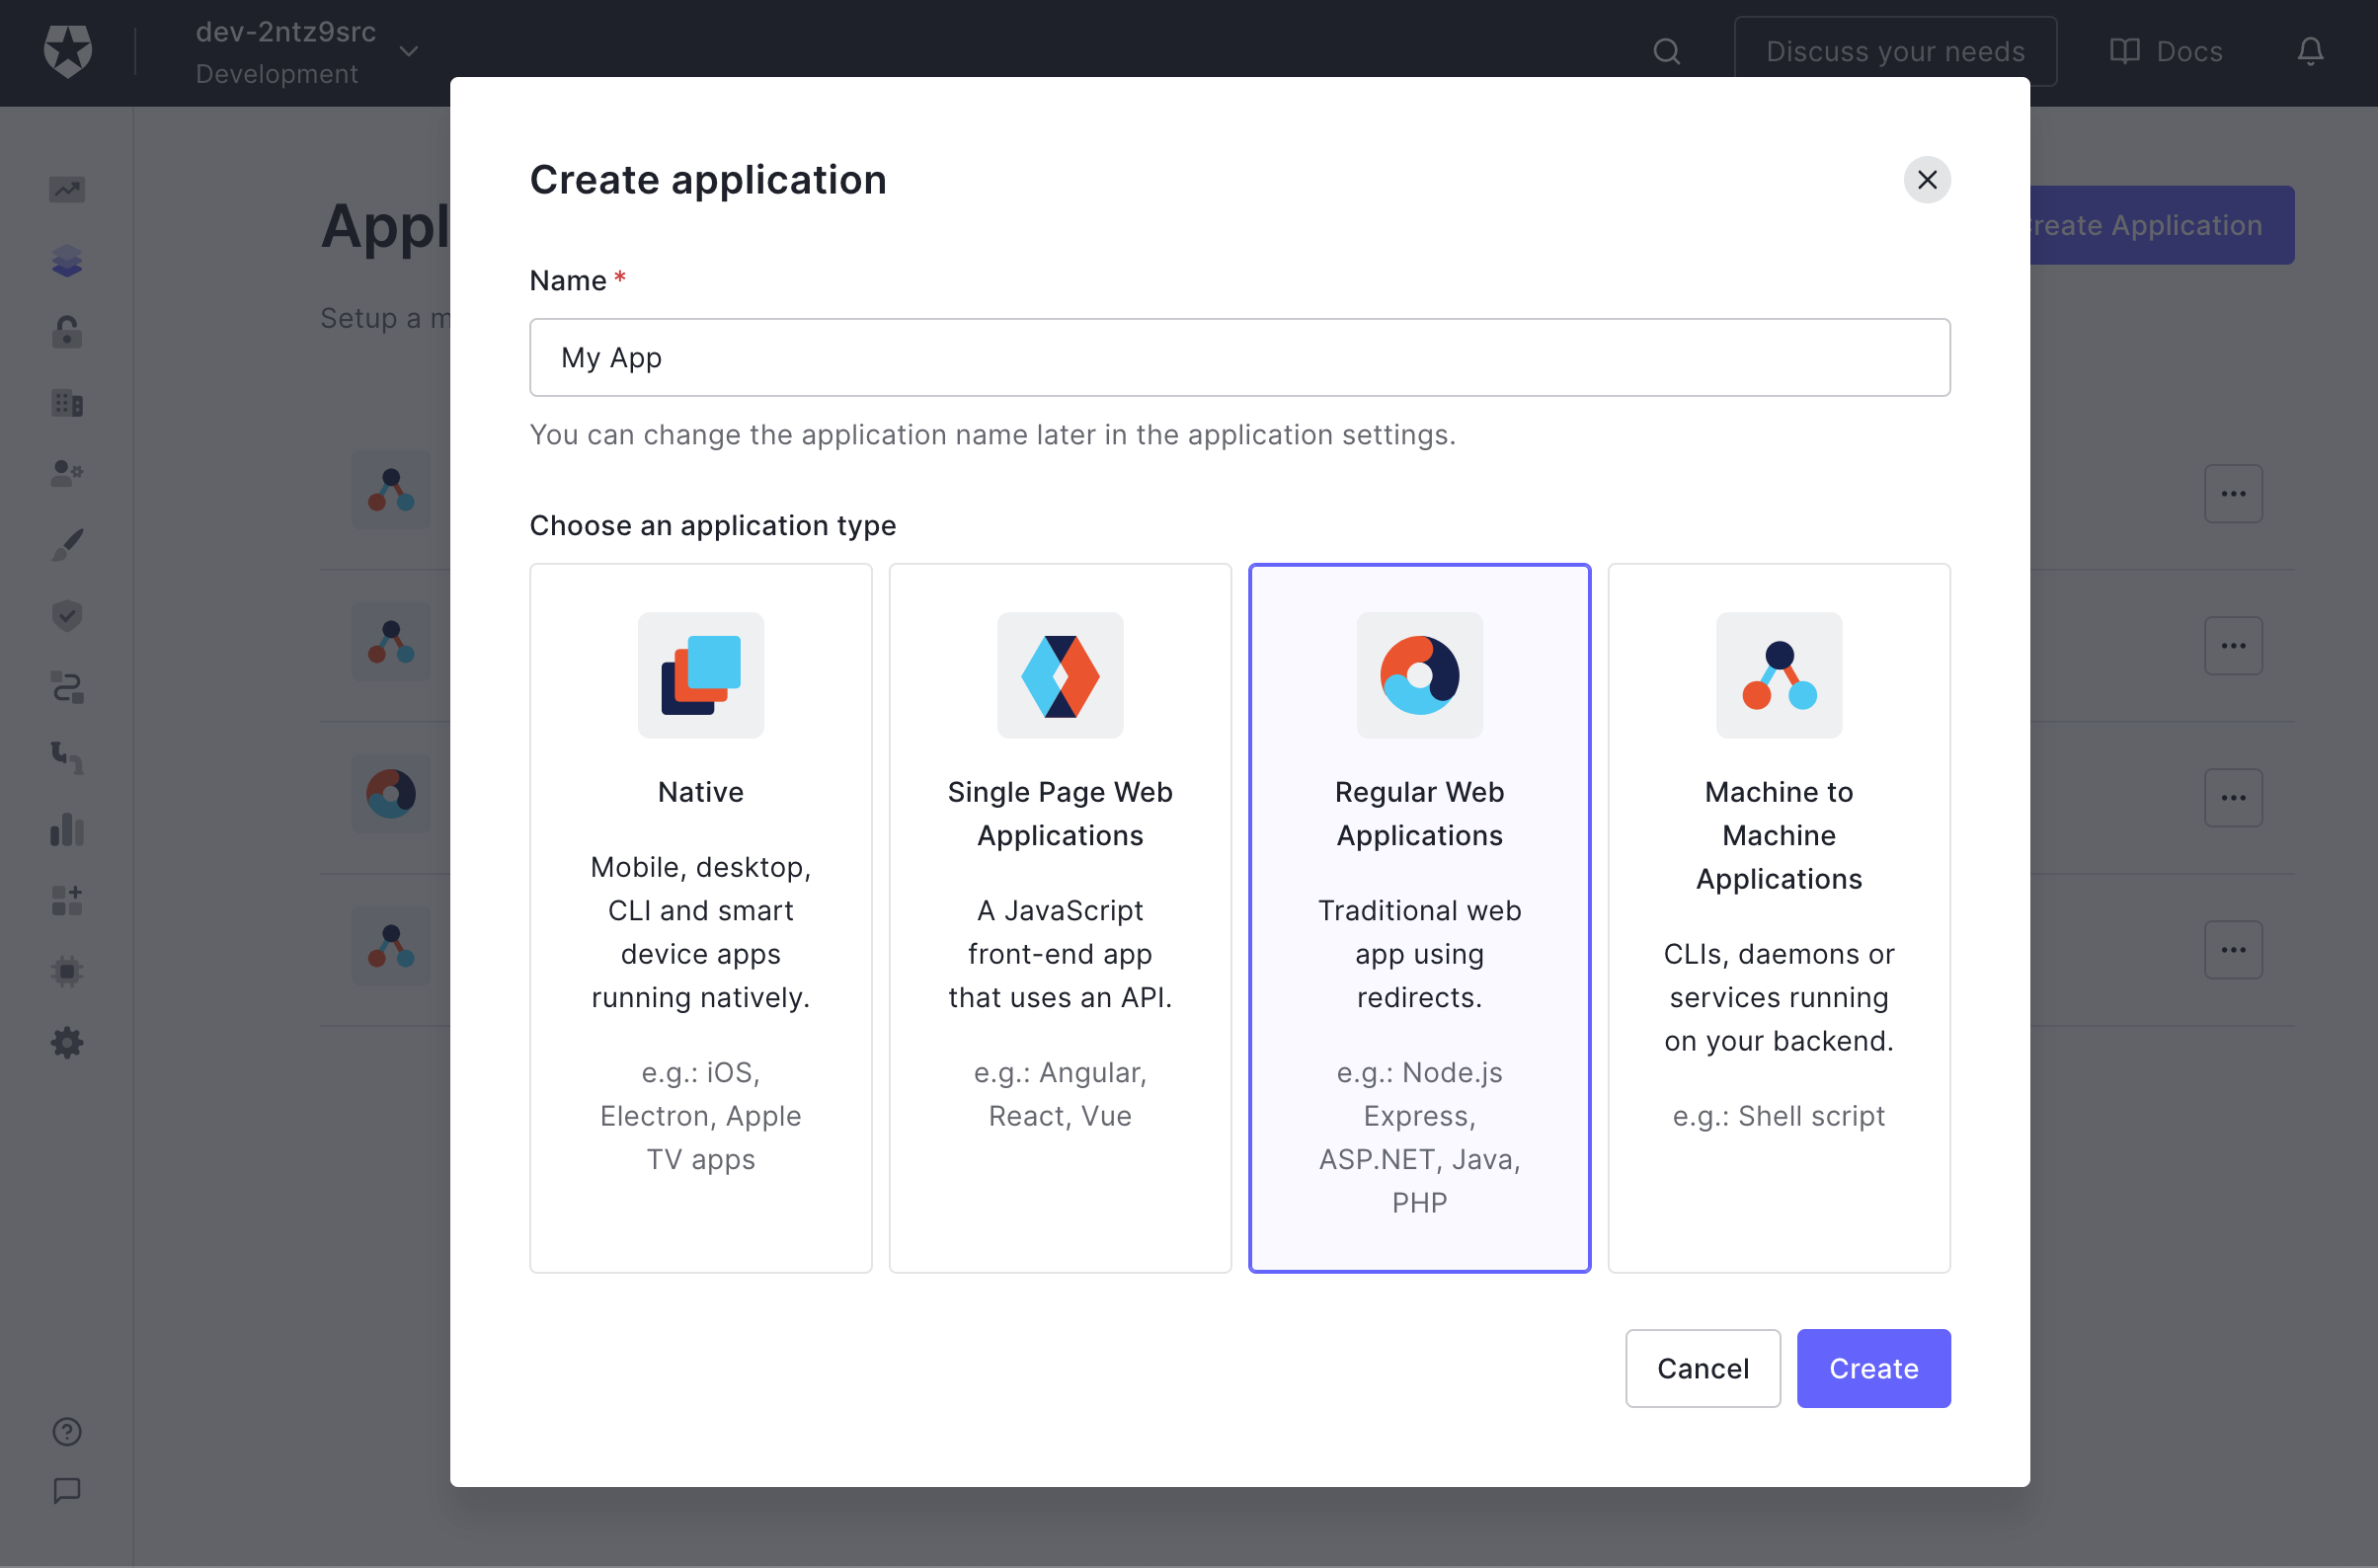 dev-2ntz9src
Development
Discuss your needs
Docs
Appl
Setup a m
reate Application
Create application
Name *
My App
You can change the application name later in the application settings.
Choose an application type
Native
Mobile, desktop,
CLI and smart
device apps
running natively.
e.g.: iOS,
Electron, Apple
TV apps
Single Page Web
Applications
A JavaScript
front-end app
that uses an API.
e.g.: Angular,
React, Vue
Regular Web
Applications
Traditional web
app using
redirects.
e.g.: Node.js
Express,
ASP.NET, Java,
PHP
Machine to
Machine
Applications
CLIs, daemons or
services running
on your backend.
e.g.: Shell script
Cancel
Create